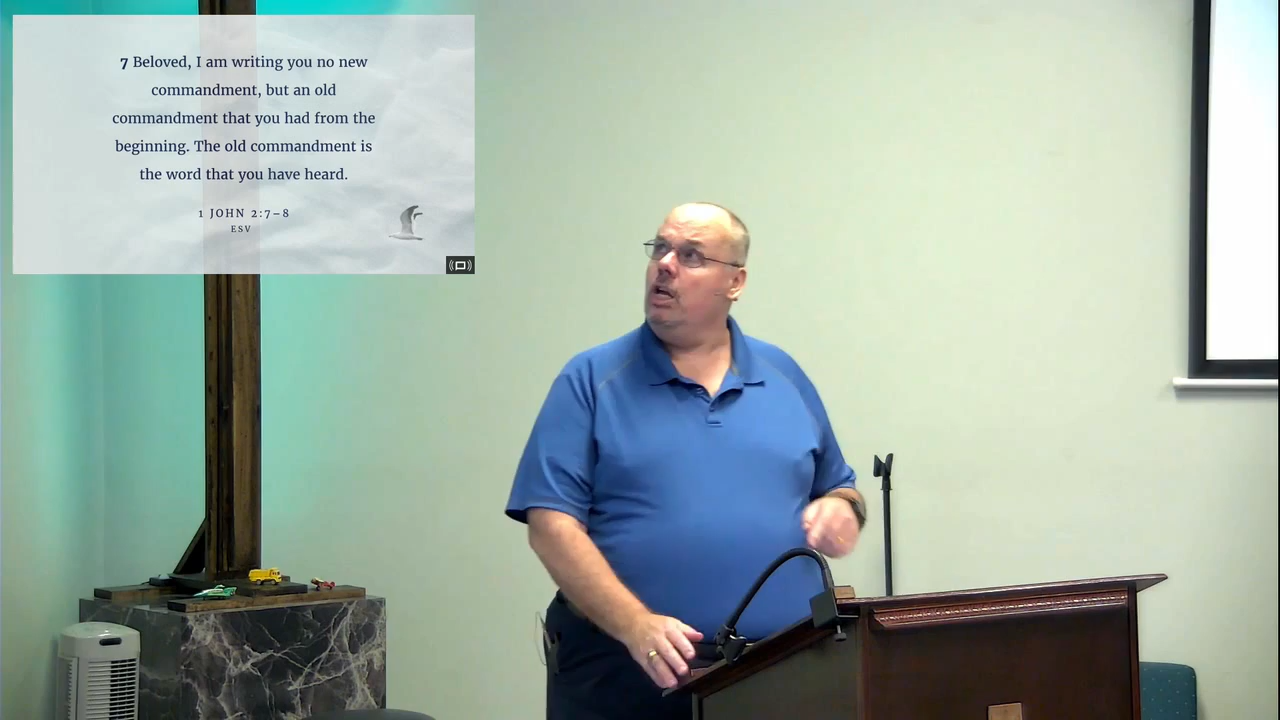 7 Beloved, I am writing you no new
commandment, but an old
commandment that you had from the
beginning. The old commandment is
the word that you have heard.
1 JOHN 2:7–8
ESV